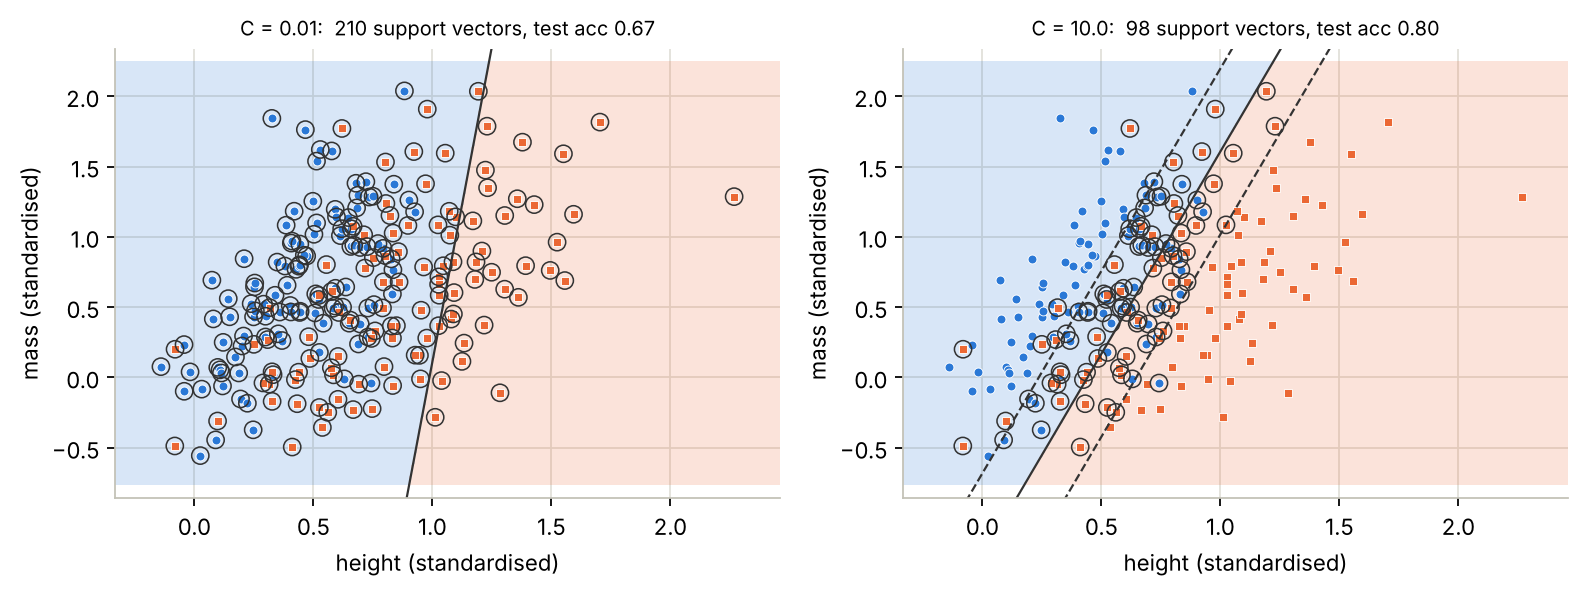 C = 0.01:  210 support vectors, test acc 0.67
mass (standardised)
2.0
1.5
1.0
0.5
0.0
−0.5
0.0 0.5 1.0 1.5 2.0
height (standardised)
C = 10.0:  98 support vectors, test acc 0.80
mass (standardised)
2.0
1.5
1.0
0.5
0.0
−0.5
0.0 0.5 1.0 1.5 2.0
height (standardised)